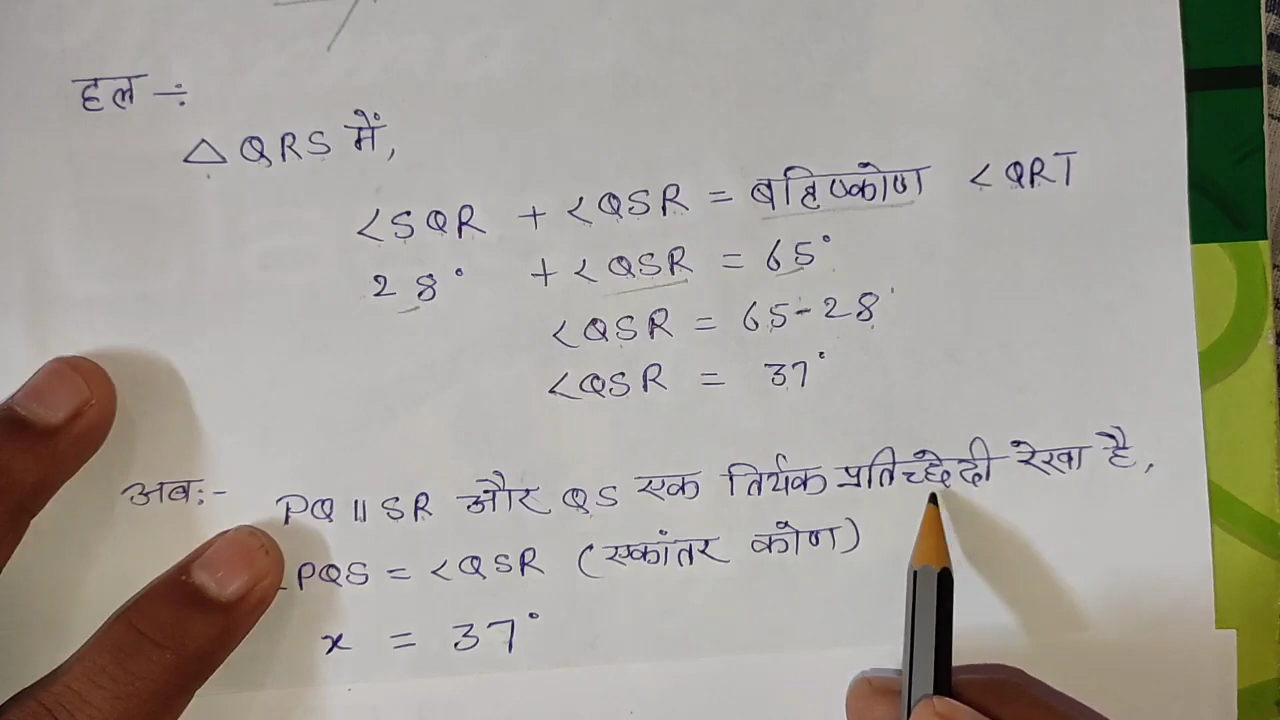 हल ÷
△ QRS में,
<SQR + <QSR = बहिष्कोण <QRT
28° + <QSR = 65°
<QSR = 65-28
<QSR = 37°
अब:- PQ || SR और QS एक तिर्यक प्रतिच्छेदी रेखा है,
<PQS = <QSR (एकांतर कोण)
x = 37°